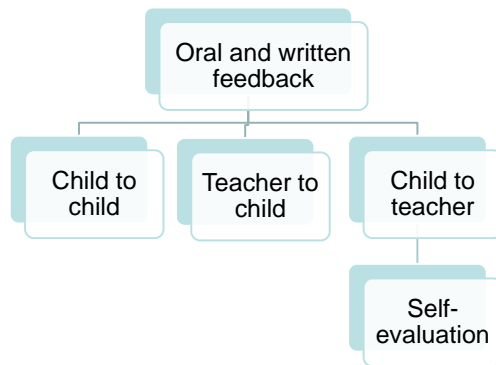 Oral and written
feedback
Child to
child
Teacher to
child
Child to
teacher
Self-
evaluation